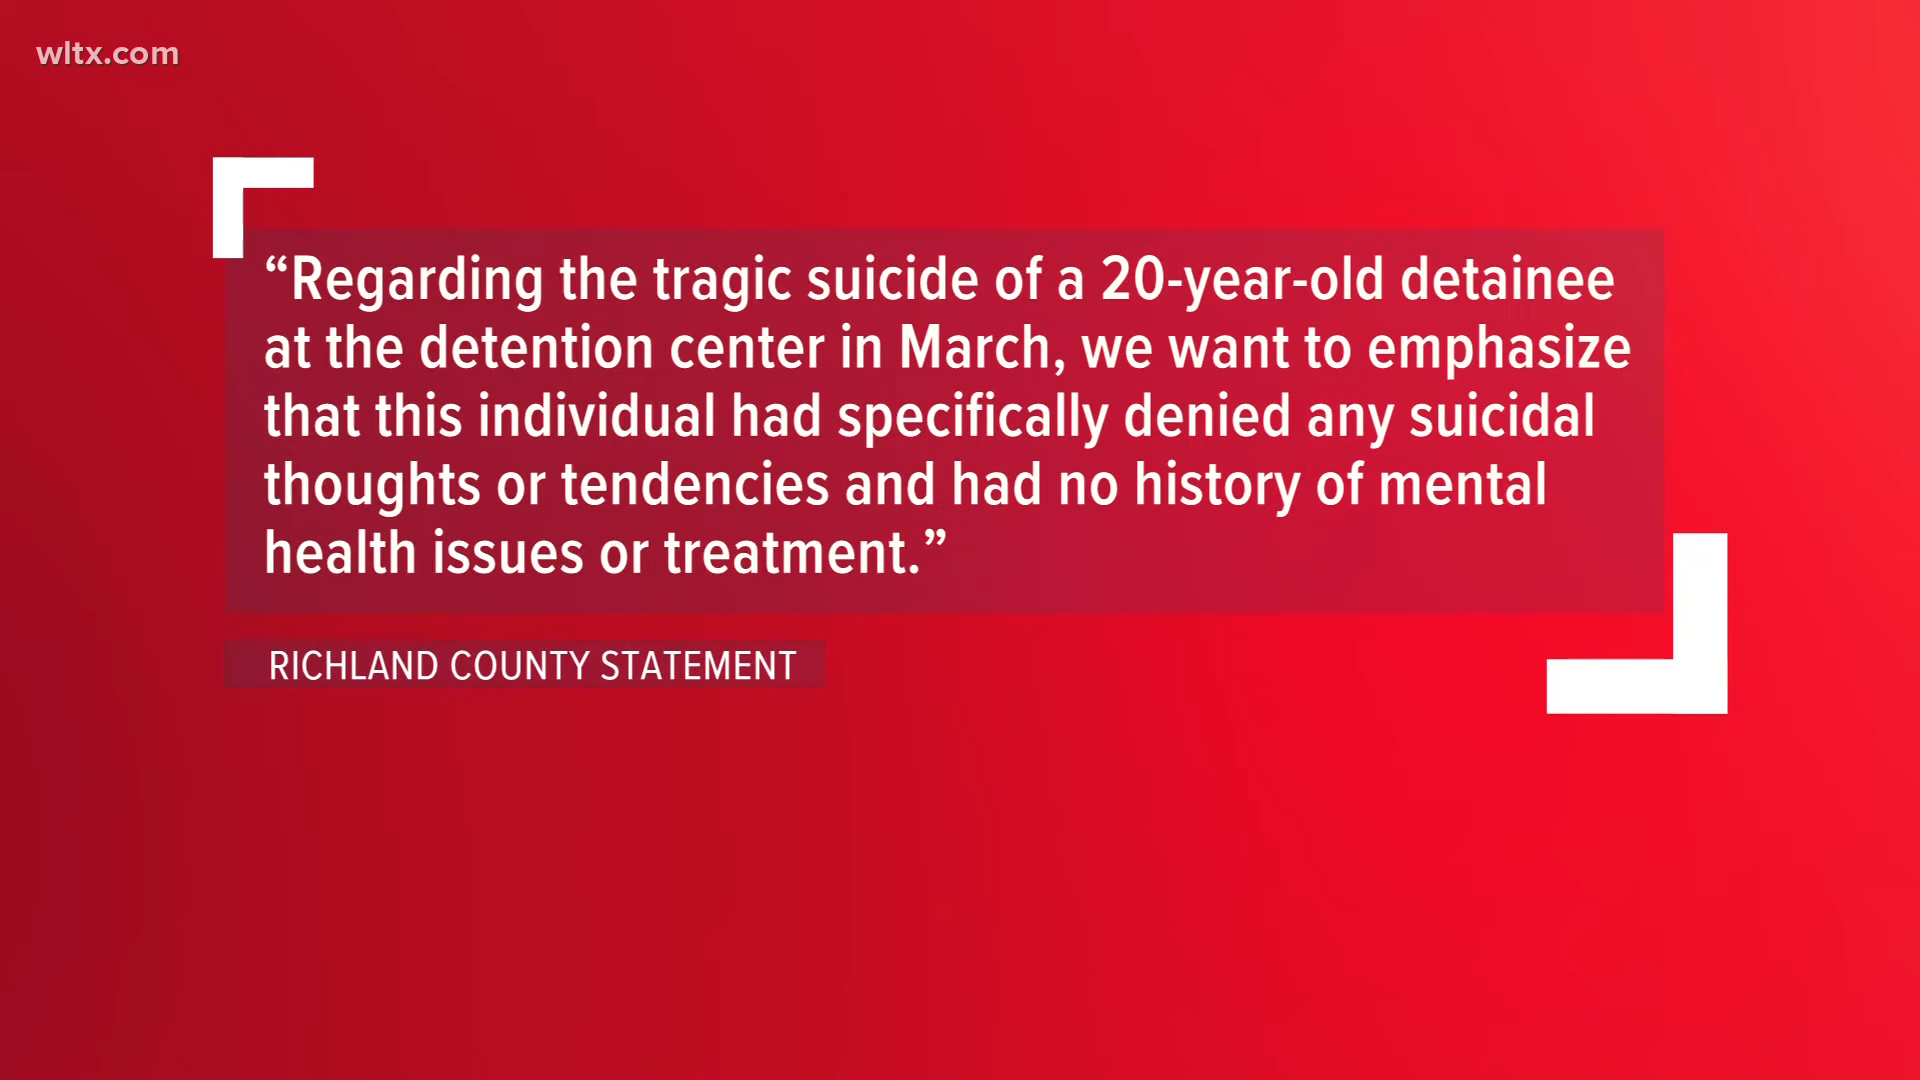 wltx.com
“Regarding the tragic suicide of a 20-year-old detainee
at the detention center in March, we want to emphasize
that this individual had specifically denied any suicidal
thoughts or tendencies and had no history of mental
health issues or treatment.”
RICHLAND COUNTY STATEMENT